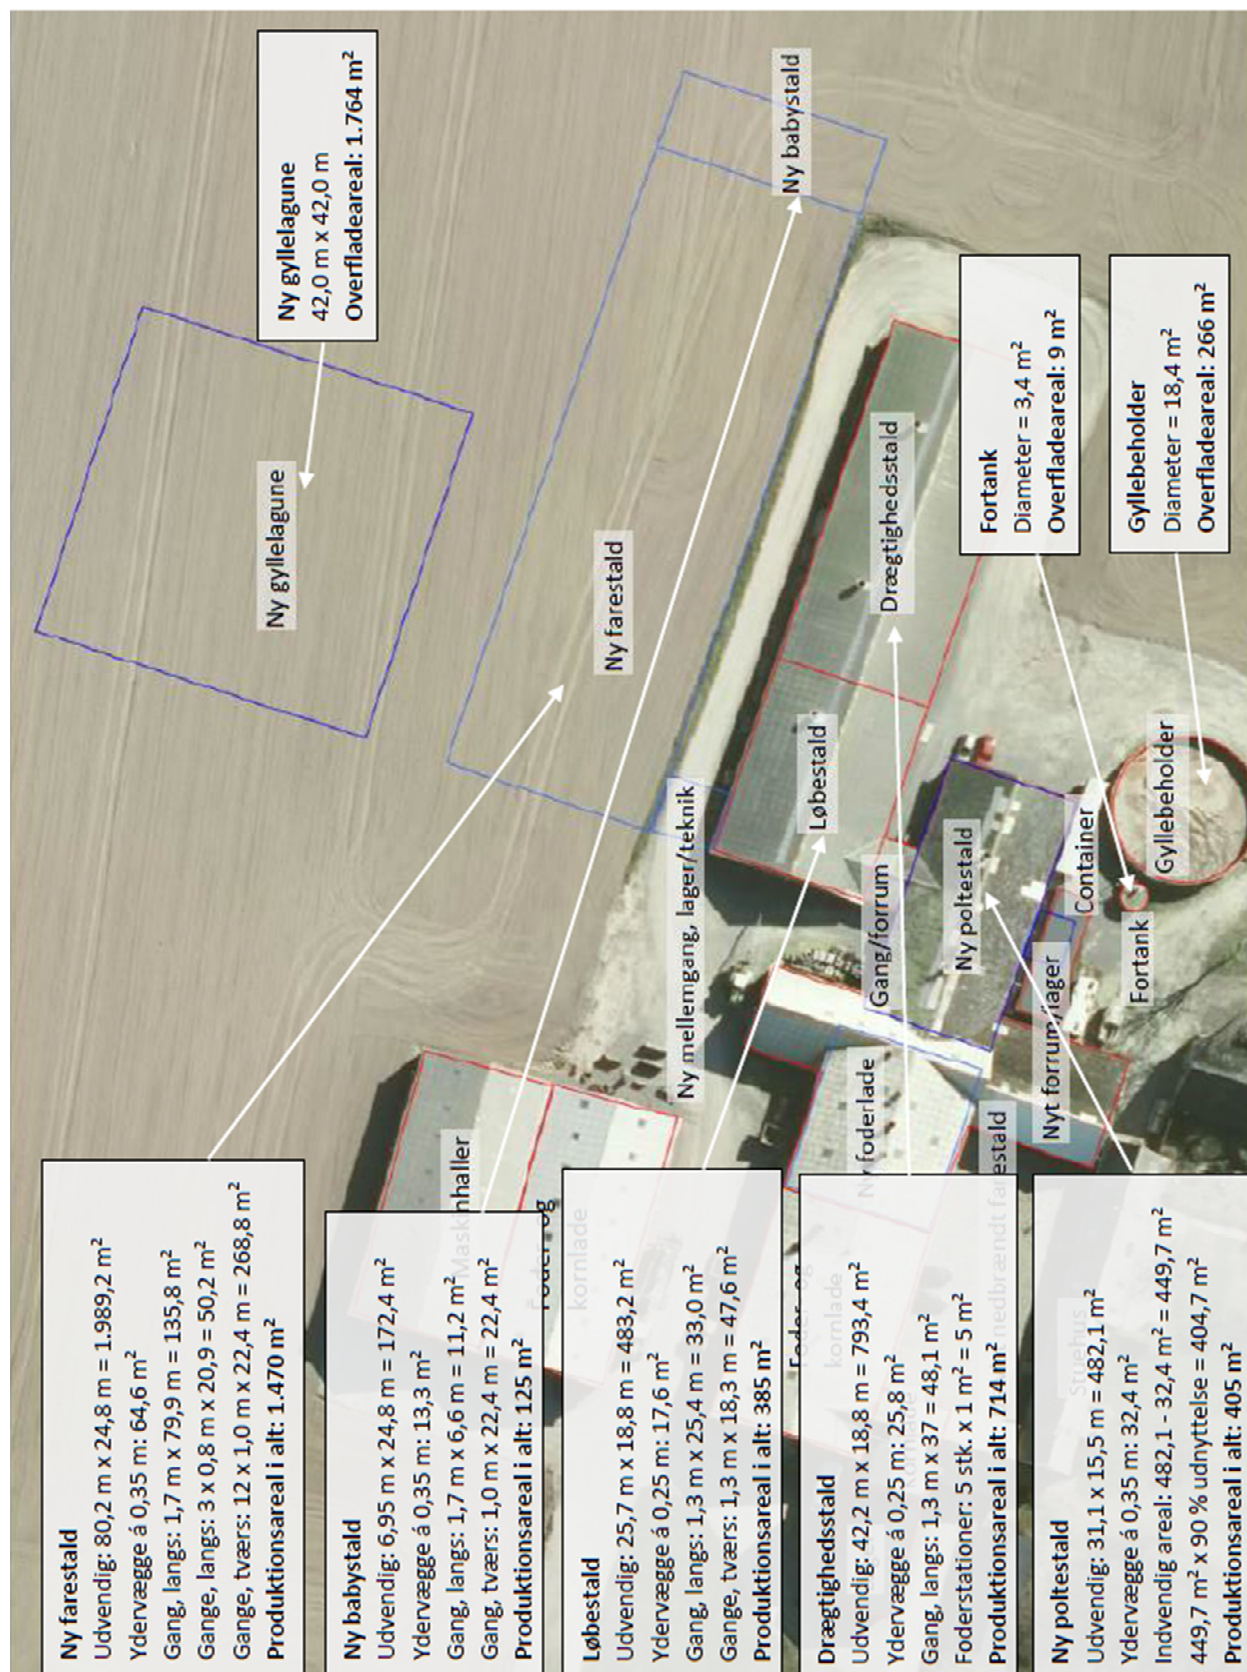 Ny farestald
Udvendig: 80,2 m x 24,8 m = 1.989,2 m²
Ydervægge á 0,35 m: 64,6 m²
Gang, langs: 1,7 m x 79,9 m = 135,8 m²
Gange, langs: 3 x 0,8 m x 20,9 = 50,2 m²
Gange, tværs: 12 x 1,0 m x 22,4 m = 268,8 m²
Produktionsareal i alt: 1.470 m²
Ny babystald
Udvendig: 6,95 m x 24,8 m = 172,4 m²
Ydervægge á 0,35 m: 13,3 m²
Gang, langs: 1,7 m x 6,6 m = 11,2 m²
Gang, tværs: 1,0 m x 22,4 m = 22,4 m²
Produktionsareal i alt: 125 m²
Løbestald
Udvendig: 25,7 m x 18,8 m = 483,2 m²
Ydervægge á 0,25 m: 17,6 m²
Gang, langs: 1,3 m x 25,4 m = 33,0 m²
Gange, tværs: 1,3 m x 18,3 m = 47,6 m²
Produktionsareal i alt: 385 m²
Drægtighedsstald
Udvendig: 42,2 m x 18,8 m = 793,4 m²
Ydervægge á 0,25 m: 25,8 m²
Gang, langs: 1,3 m x 37 = 48,1 m²
Foderstationer: 5 stk. x 1 m² = 5 m²
Produktionsareal i alt: 714 m²
Ny poltestald
Udvendig: 31,1 x 15,5 m = 482,1 m²
Ydervægge á 0,35 m: 32,4 m²
Indvendig areal: 482,1 - 32,4 m² = 449,7 m²
449,7 m² x 90 % udnyttelse = 404,7 m²
Produktionsareal i alt: 405 m²
Ny gyllelagune
42,0 m x 42,0 m
Overfladeareal: 1.764 m²
Fortank
Diameter = 3,4 m²
Overfladeareal: 9 m²
Gyllebeholder
Diameter = 18,4 m²
Overfladeareal: 266 m²
Ny gyllelagune
Ny farestald
Ny babystald
Maskinhaller
Foder- og
kornlade
Ny mellemgang, lager/teknik
Løbestald
Drægtighedsstald
Foder- og
kornlade
Ny foderlade
Gang/forrum
Ny poltestald
nedbrændt farestald
Nyt forrum/lager
Container
Stuehus
Fortank
Gyllebeholder